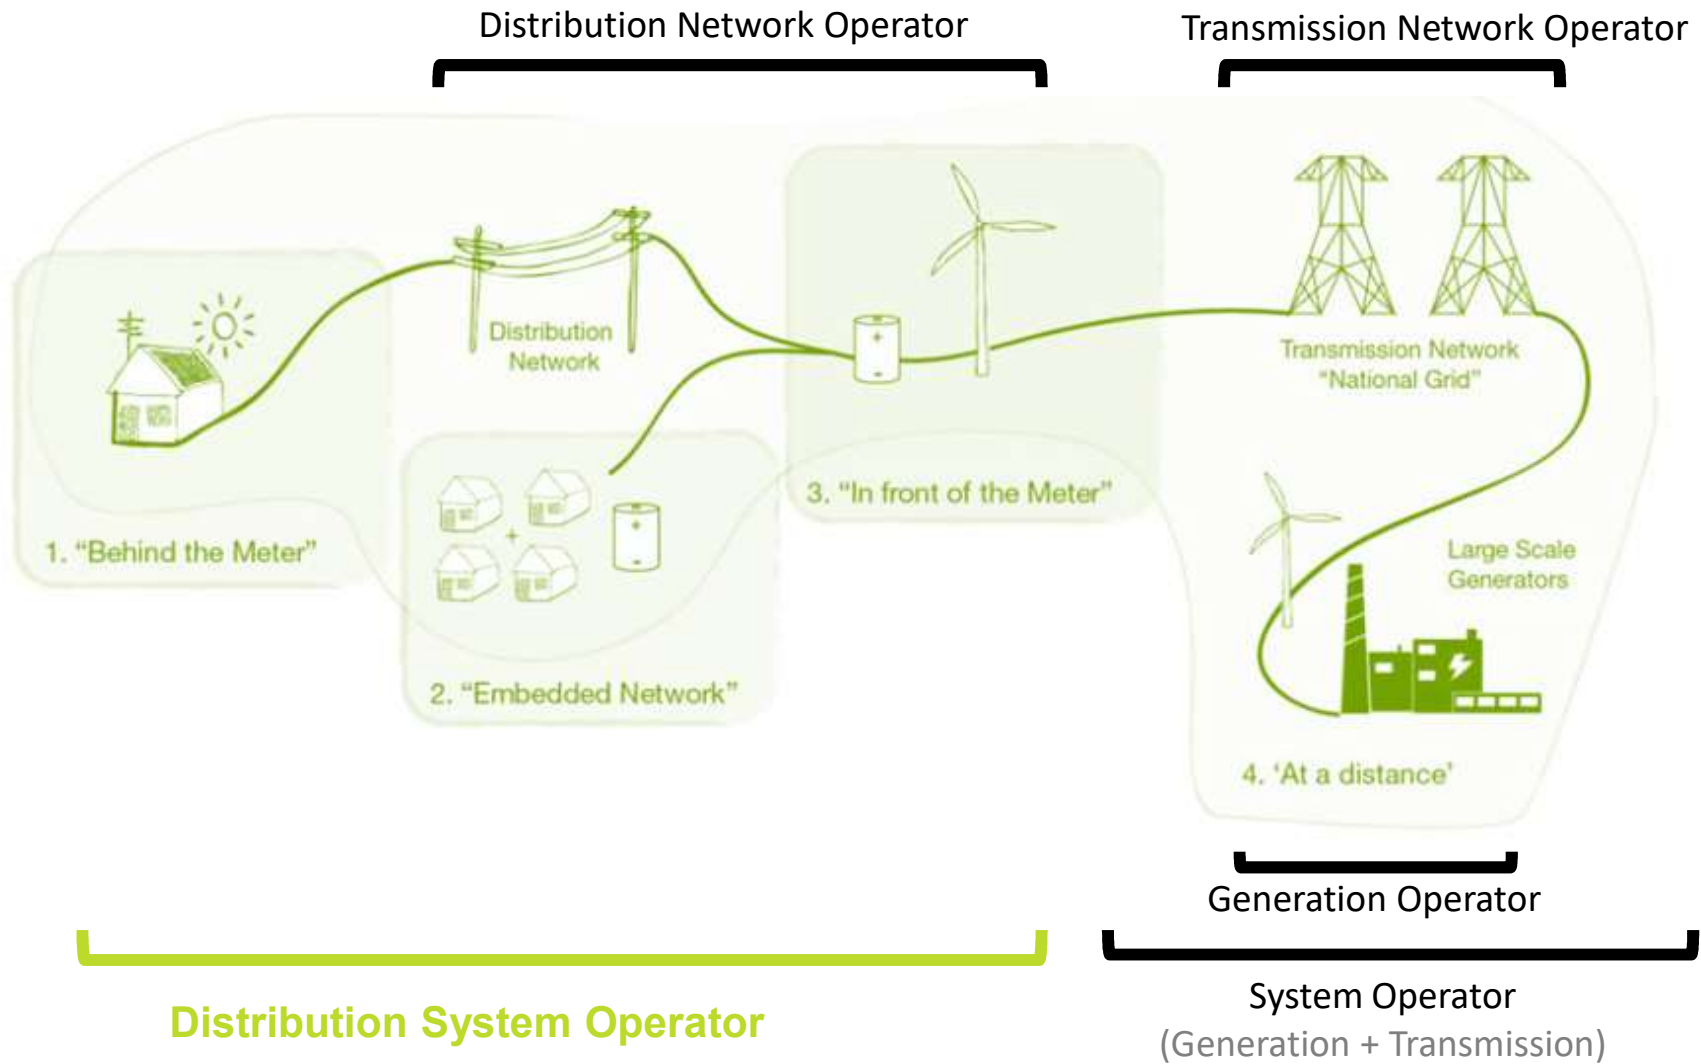 Distribution Network Operator
Transmission Network Operator
Distribution
Network
Transmission Network
“National Grid”
1. “Behind the Meter”
2. “Embedded Network”
3. “In front of the Meter”
Large Scale
Generators
4. 'At a distance'
Generation Operator
Distribution System Operator
System Operator
(Generation + Transmission)